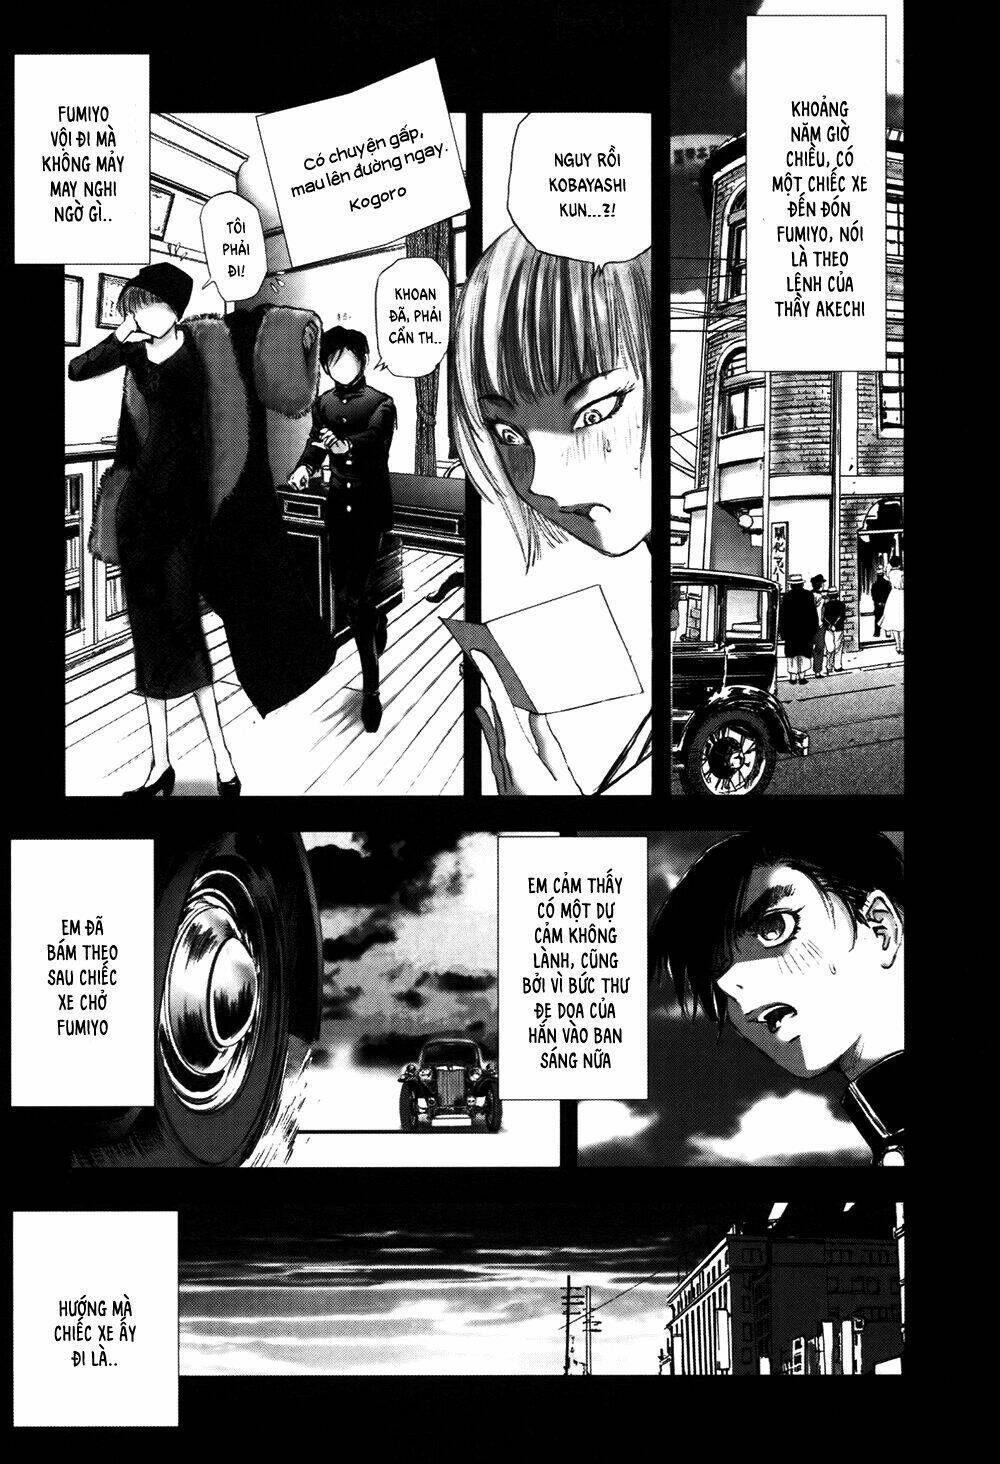 KHOẢNG
NĂM GIỜ
CHIỀU, CÓ
MỘT CHIẾC XE
ĐẾN ĐÓN
FUMIYO, NÓI
LÀ THEO
LỆNH CỦA
THẦY AKECHI
NGUY RỒI
KOBAYASHI
KUN...?!
Có chuyện gấp,
mau lên đường ngay.
Kogoro
KHOAN
ĐÃ, PHẢI
CẨN TH..
TÔI
PHẢI
ĐI!
FUMIYO
VỘI ĐI MÀ
KHÔNG MẢY
MAY NGHI
NGỜ GÌ..
EM CẢM THẤY
CÓ MỘT DỰ
CẢM KHÔNG
LÀNH, CŨNG
BỞI VÌ BỨC THƯ
ĐE DỌA CỦA
HẮN VÀO BAN
SÁNG NỮA
EM ĐÃ
BÁM THEO
SAU CHIẾC
XE CHỞ
FUMIYO
HƯỚNG MÀ
CHIẾC XE ẤY
ĐI LÀ..